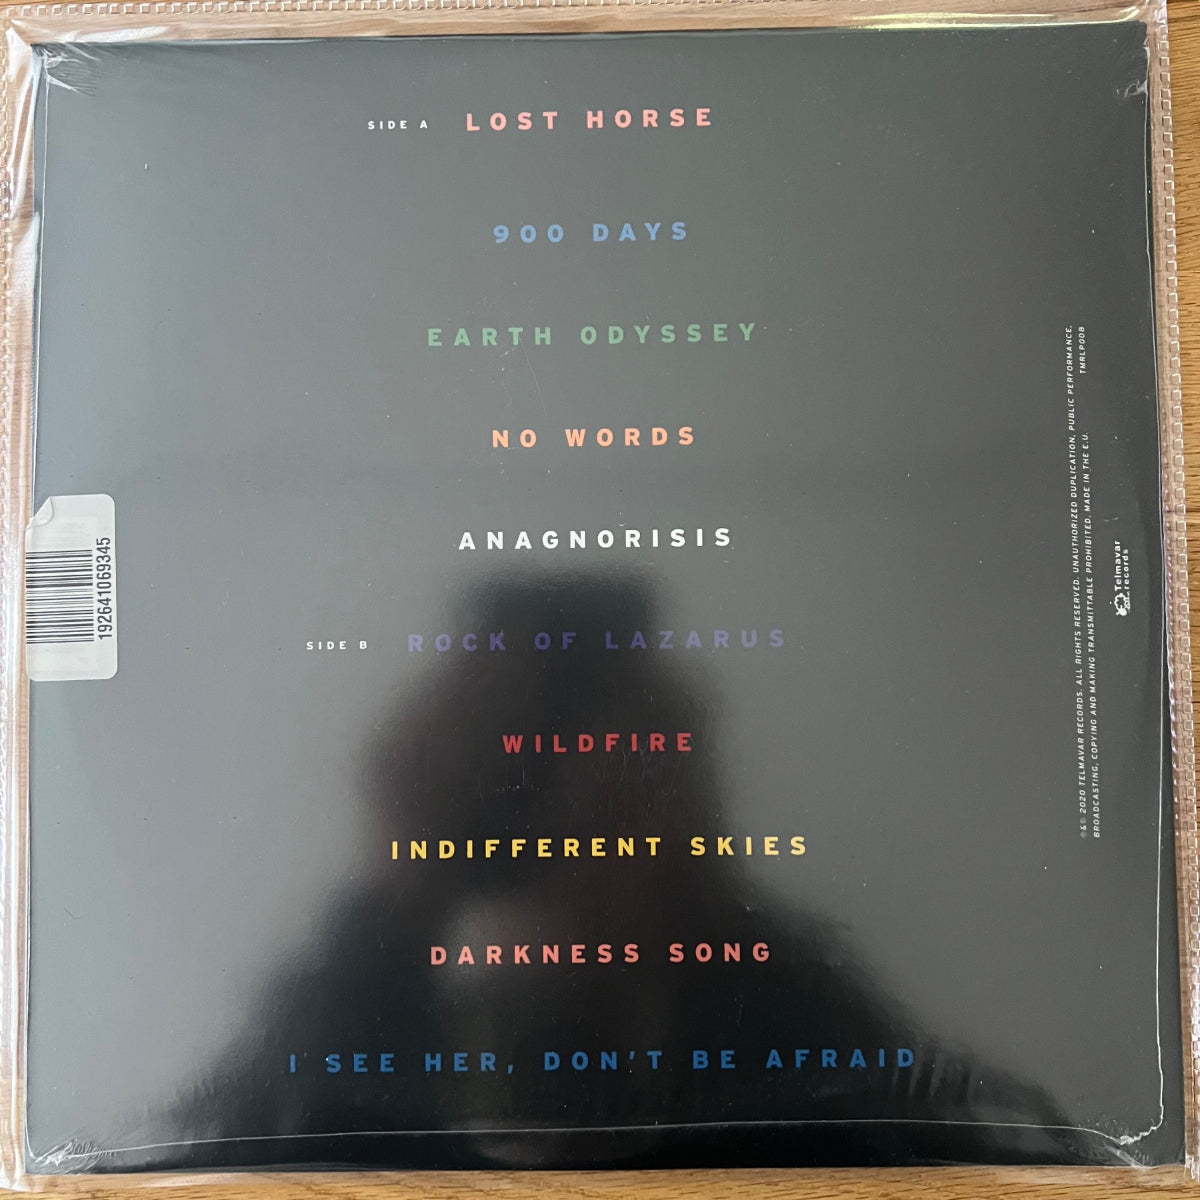 SIDE A LOST HORSE
900 DAYS
EARTH ODYSSEY
NO WORDS
ANAGNORISIS
SIDE B ROCK OF LAZARUS
WILDFIRE
INDIFFERENT SKIES
DARKNESS SONG
I SEE HER, DON'T BE AFRAID
192641069345
℗&© 2020 TELMAVAR RECORDS. ALL RIGHTS RESERVED. UNAUTHORIZED DUPLICATION, PUBLIC PERFORMANCE,
BROADCASTING, COPYING AND MAKING TRANSMITTABLE PROHIBITED. MADE IN THE E.U. TMRLP008
Telmavar
records